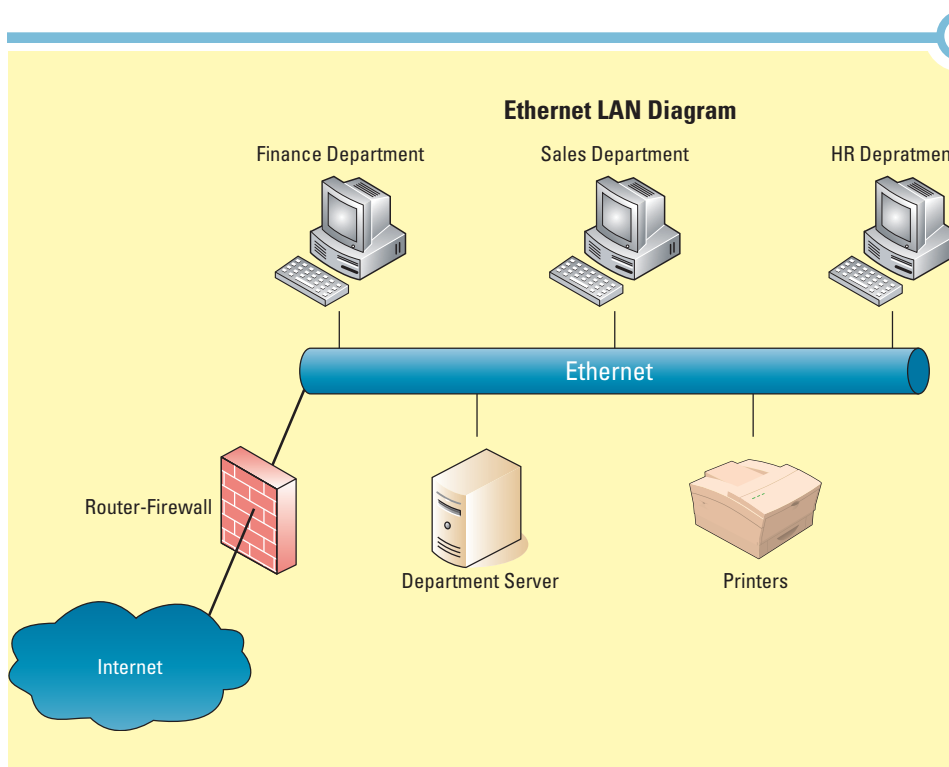 Ethernet LAN Diagram
Finance Department
Sales Department
HR Depratmen
Ethernet
Router-Firewall
Department Server
Printers
Internet